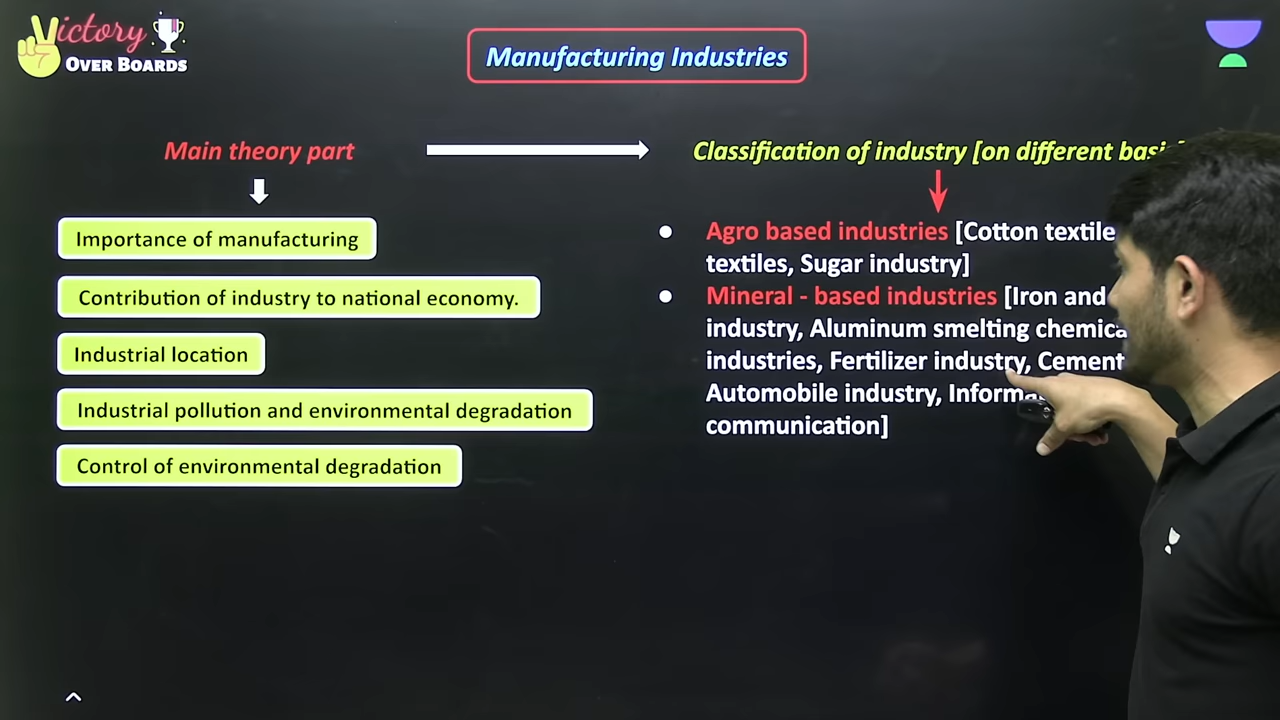 Victory
OVER BOARDS
Manufacturing Industries
Main theory part
Classification of industry [on different basis]
Importance of manufacturing
Contribution of industry to national economy.
Industrial location
Industrial pollution and environmental degradation
Control of environmental degradation
Agro based industries [Cotton textile
textiles, Sugar industry]
Mineral - based industries [Iron and
industry, Aluminum smelting chemica
industries, Fertilizer industry, Cement
Automobile industry, Informa
communication]